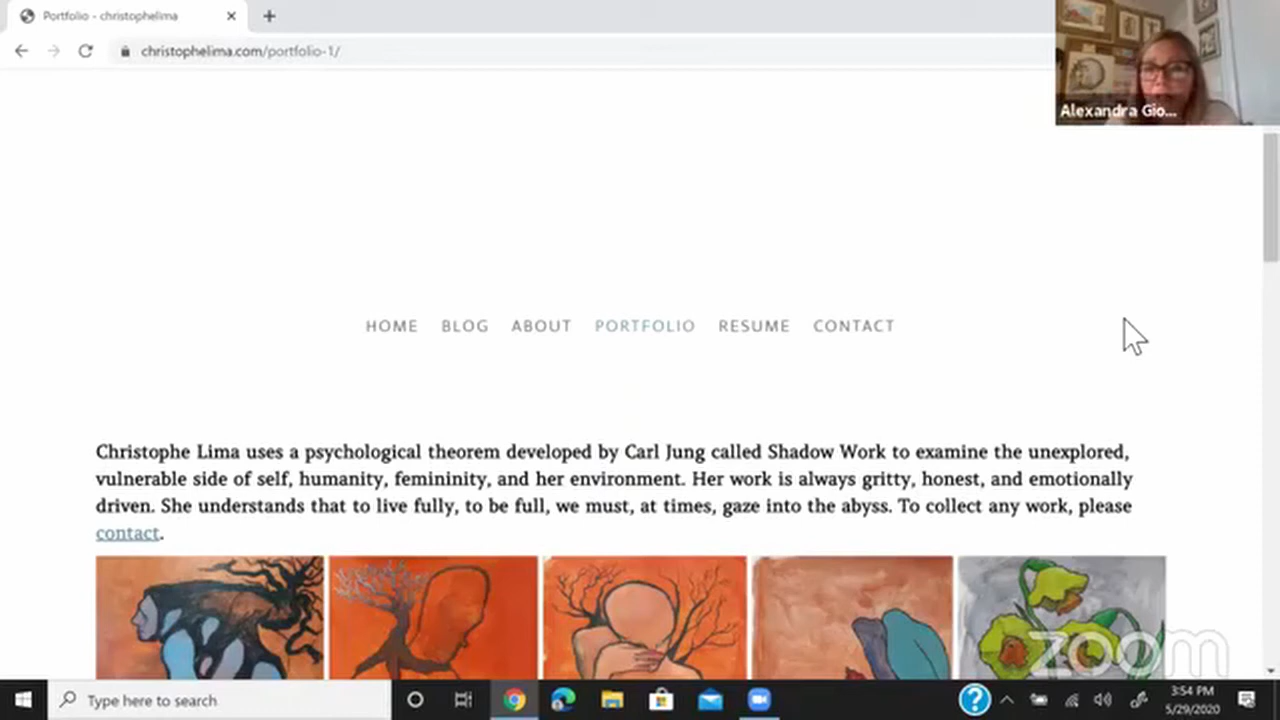 Portfolio - christophelima
christophelima.com/portfolio-1/
Alexandra Gio...
HOME BLOG ABOUT PORTFOLIO RESUME CONTACT
Christophe Lima uses a psychological theorem developed by Carl Jung called Shadow Work to examine the unexplored,
vulnerable side of self, humanity, femininity, and her environment. Her work is always gritty, honest, and emotionally
driven. She understands that to live fully, to be full, we must, at times, gaze into the abyss. To collect any work, please
contact.
zoom
Type here to search
3:54 PM
5/29/2020